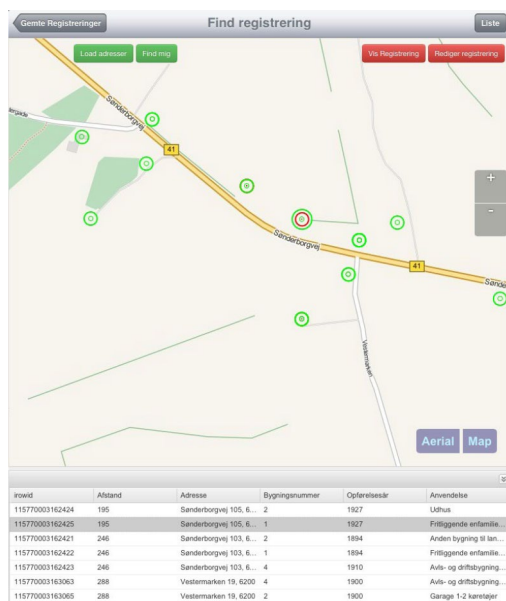 Gemte Registreringer
Find registrering
Liste
Load adresser
Find mig
Vis Registrering
Rediger registrering
Sønderborgvej
41
+
-
Sønderborgvej
41
Sønde
Vestermarken
Aerial
Map
irowid Afstand Adresse Bygningsnummer Opførelsesår Anvendelse
115770003162424 195 Sønderborgvej 105, 6... 2 1927 Udhus
115770003162425 195 Sønderborgvej 105, 6... 1 1927 Fritliggende enfamilie...
115770003162421 246 Sønderborgvej 103, 6... 2 1894 Anden bygning til lan...
115770003162422 246 Sønderborgvej 103, 6... 1 1894 Fritliggende enfamilie...
115770003162423 246 Sønderborgvej 103, 6... 4 1910 Avls- og driftsbygning...
115770003163063 288 Vestermarken 19, 6200 4 1900 Avls- og driftsbygning...
115770003163065 288 Vestermarken 19, 6200 2 1900 Garage 1-2 køretøjer